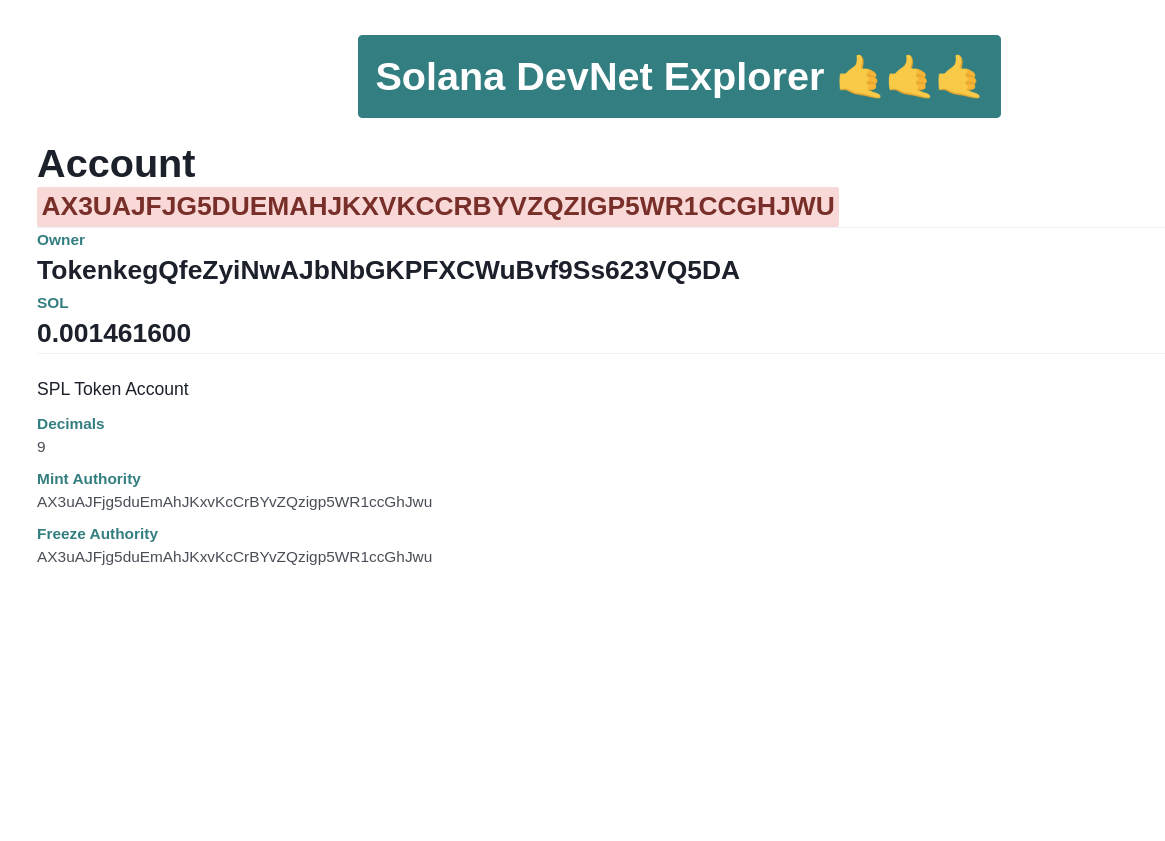 Solana DevNet Explorer 🤙🤙🤙
Account
AX3UAJFJG5DUEMAHJKXVKCCRBYVZQZIGP5WR1CCGHJWU
Owner
TokenkegQfeZyiNwAJbNbGKPFXCWuBvf9Ss623VQ5DA
SOL
0.001461600
SPL Token Account
Decimals
9
Mint Authority
AX3uAJFjg5duEmAhJKxvKcCrBYvZQzigp5WR1ccGhJwu
Freeze Authority
AX3uAJFjg5duEmAhJKxvKcCrBYvZQzigp5WR1ccGhJwu